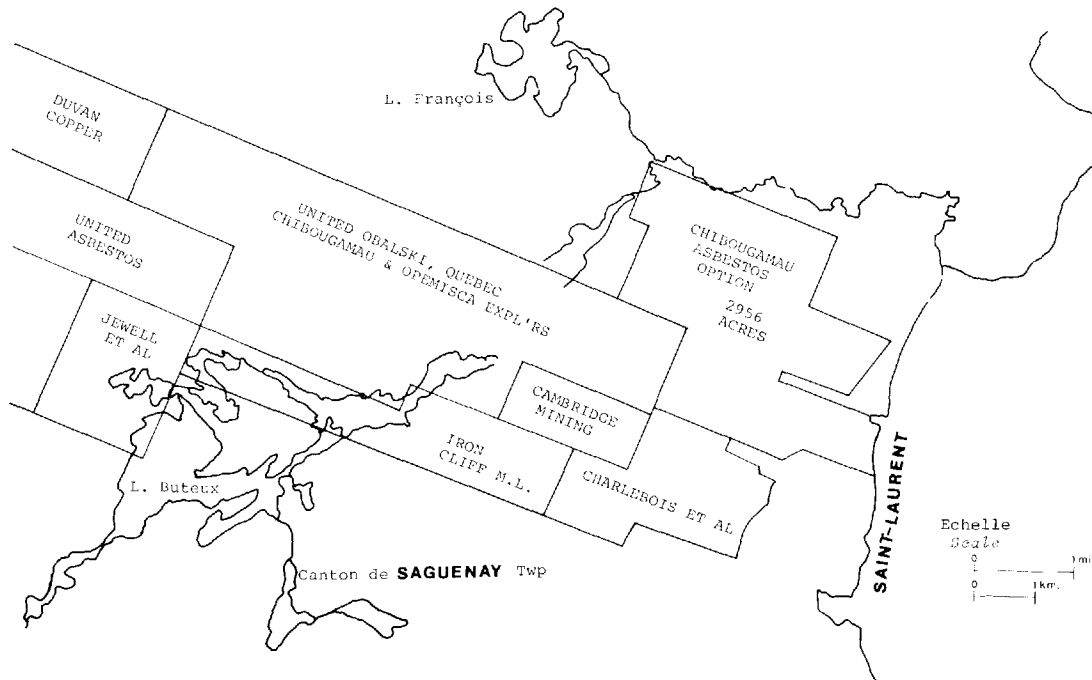 L. François
DUVAN
COPPER
UNITED
ASBESTOS
UNITED OBALSKI, QUEBEC
CHIBOUGAMAU & OPEMISCA EXPL'RS
CHIBOUGAMAU
ASBESTOS
OPTION
2956
ACRES
JEWELL
ET AL
CAMBRIDGE
MINING
IRON
CLIFF M.L.
CHARLEBOIS ET AL
L. Buteux
SAINT-LAURENT
Canton de SAGUENAY Twp
Echelle
Scale
0 1 mi
0 1 km.